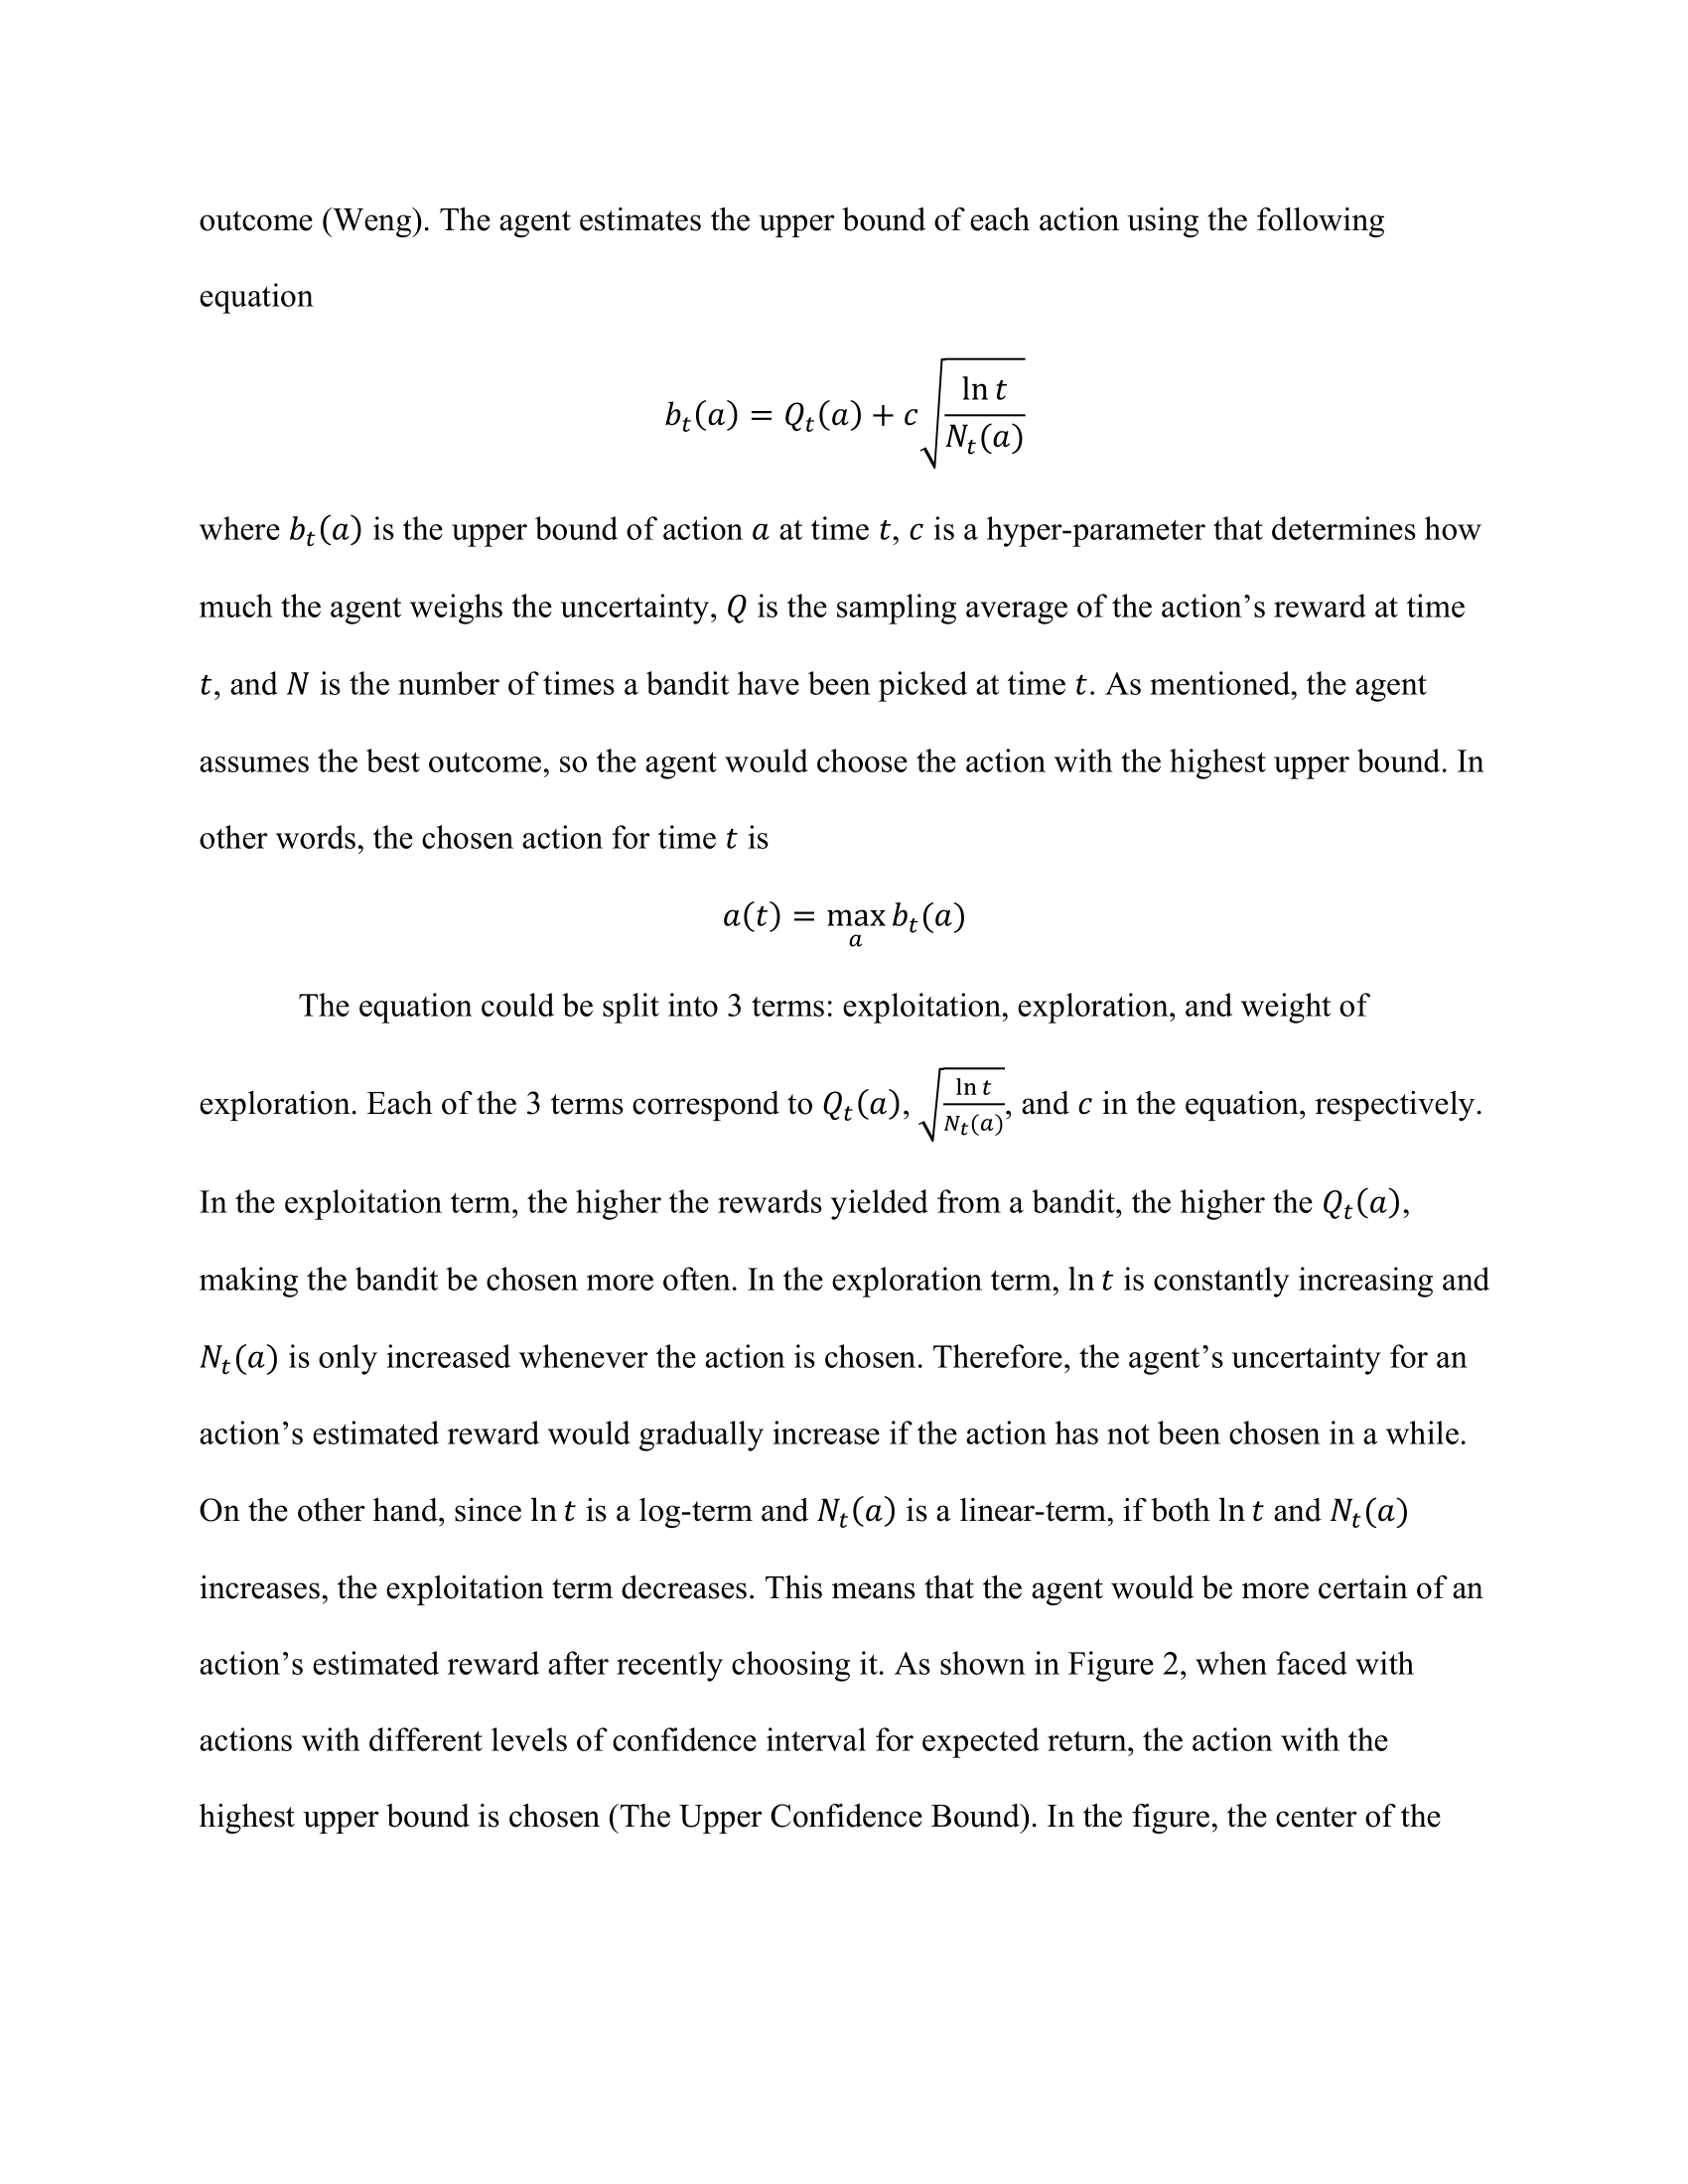 outcome (Weng). The agent estimates the upper bound of each action using the following
equation
b_t(a) = Q_t(a) + c√(ln t / N_t(a))
where b_t(a) is the upper bound of action a at time t, c is a hyper-parameter that determines how
much the agent weighs the uncertainty, Q is the sampling average of the action’s reward at time
t, and N is the number of times a bandit have been picked at time t. As mentioned, the agent
assumes the best outcome, so the agent would choose the action with the highest upper bound. In
other words, the chosen action for time t is
a(t) = max_a b_t(a)
The equation could be split into 3 terms: exploitation, exploration, and weight of
exploration. Each of the 3 terms correspond to Q_t(a), √(ln t / N_t(a)), and c in the equation, respectively.
In the exploitation term, the higher the rewards yielded from a bandit, the higher the Q_t(a),
making the bandit be chosen more often. In the exploration term, ln t is constantly increasing and
N_t(a) is only increased whenever the action is chosen. Therefore, the agent’s uncertainty for an
action’s estimated reward would gradually increase if the action has not been chosen in a while.
On the other hand, since ln t is a log-term and N_t(a) is a linear-term, if both ln t and N_t(a)
increases, the exploitation term decreases. This means that the agent would be more certain of an
action’s estimated reward after recently choosing it. As shown in Figure 2, when faced with
actions with different levels of confidence interval for expected return, the action with the
highest upper bound is chosen (The Upper Confidence Bound). In the figure, the center of the